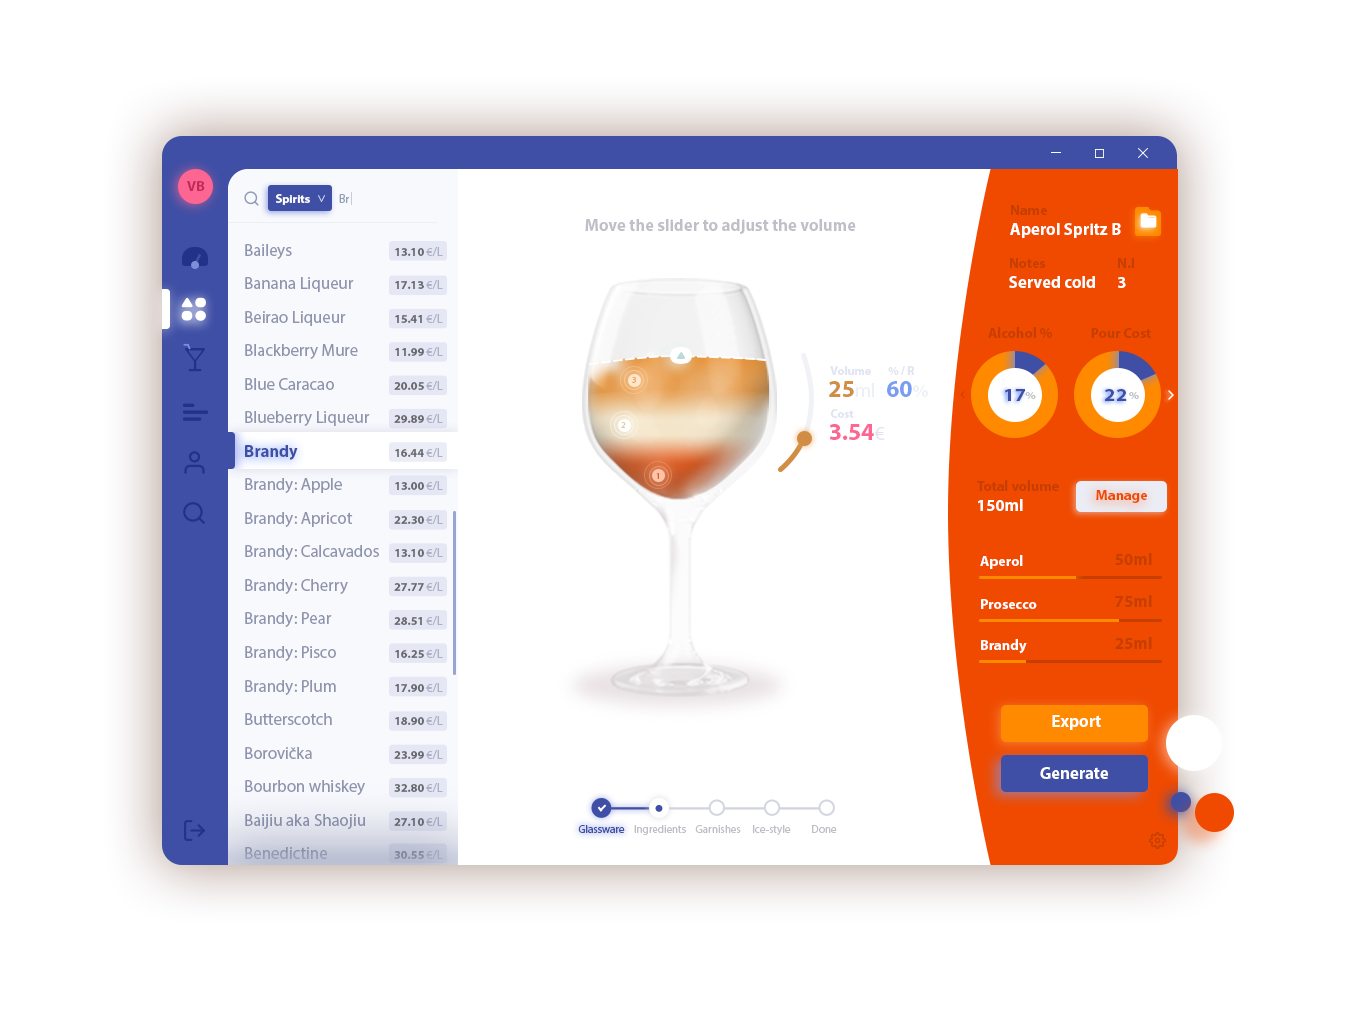 VB
Spirits
Br
Baileys 13.10 €/L
Banana Liqueur 17.13 €/L
Beirao Liqueur 15.41 €/L
Blackberry Mure 11.99 €/L
Blue Caracao 20.05 €/L
Blueberry Liqueur 29.89 €/L
Brandy 16.44 €/L
Brandy: Apple 13.00 €/L
Brandy: Apricot 22.30 €/L
Brandy: Calcavados 13.10 €/L
Brandy: Cherry 27.77 €/L
Brandy: Pear 28.51 €/L
Brandy: Pisco 16.25 €/L
Brandy: Plum 17.90 €/L
Butterscotch 18.90 €/L
Borovička 23.99 €/L
Bourbon whiskey 32.80 €/L
Baijiu aka Shaojiu 27.10 €/L
Benedictine 30.55 €/L
Move the slider to adjust the volume
3
2
1
Volume % / R
25ml 60%
Cost
3.54€
Glassware Ingredients Garnishes Ice-style Done
Name
Aperol Spritz B
Notes N.I
Served cold 3
Alcohol % Pour Cost
17% 22%
Total volume
150ml
Manage
Aperol 50ml
Prosecco 75ml
Brandy 25ml
Export
Generate